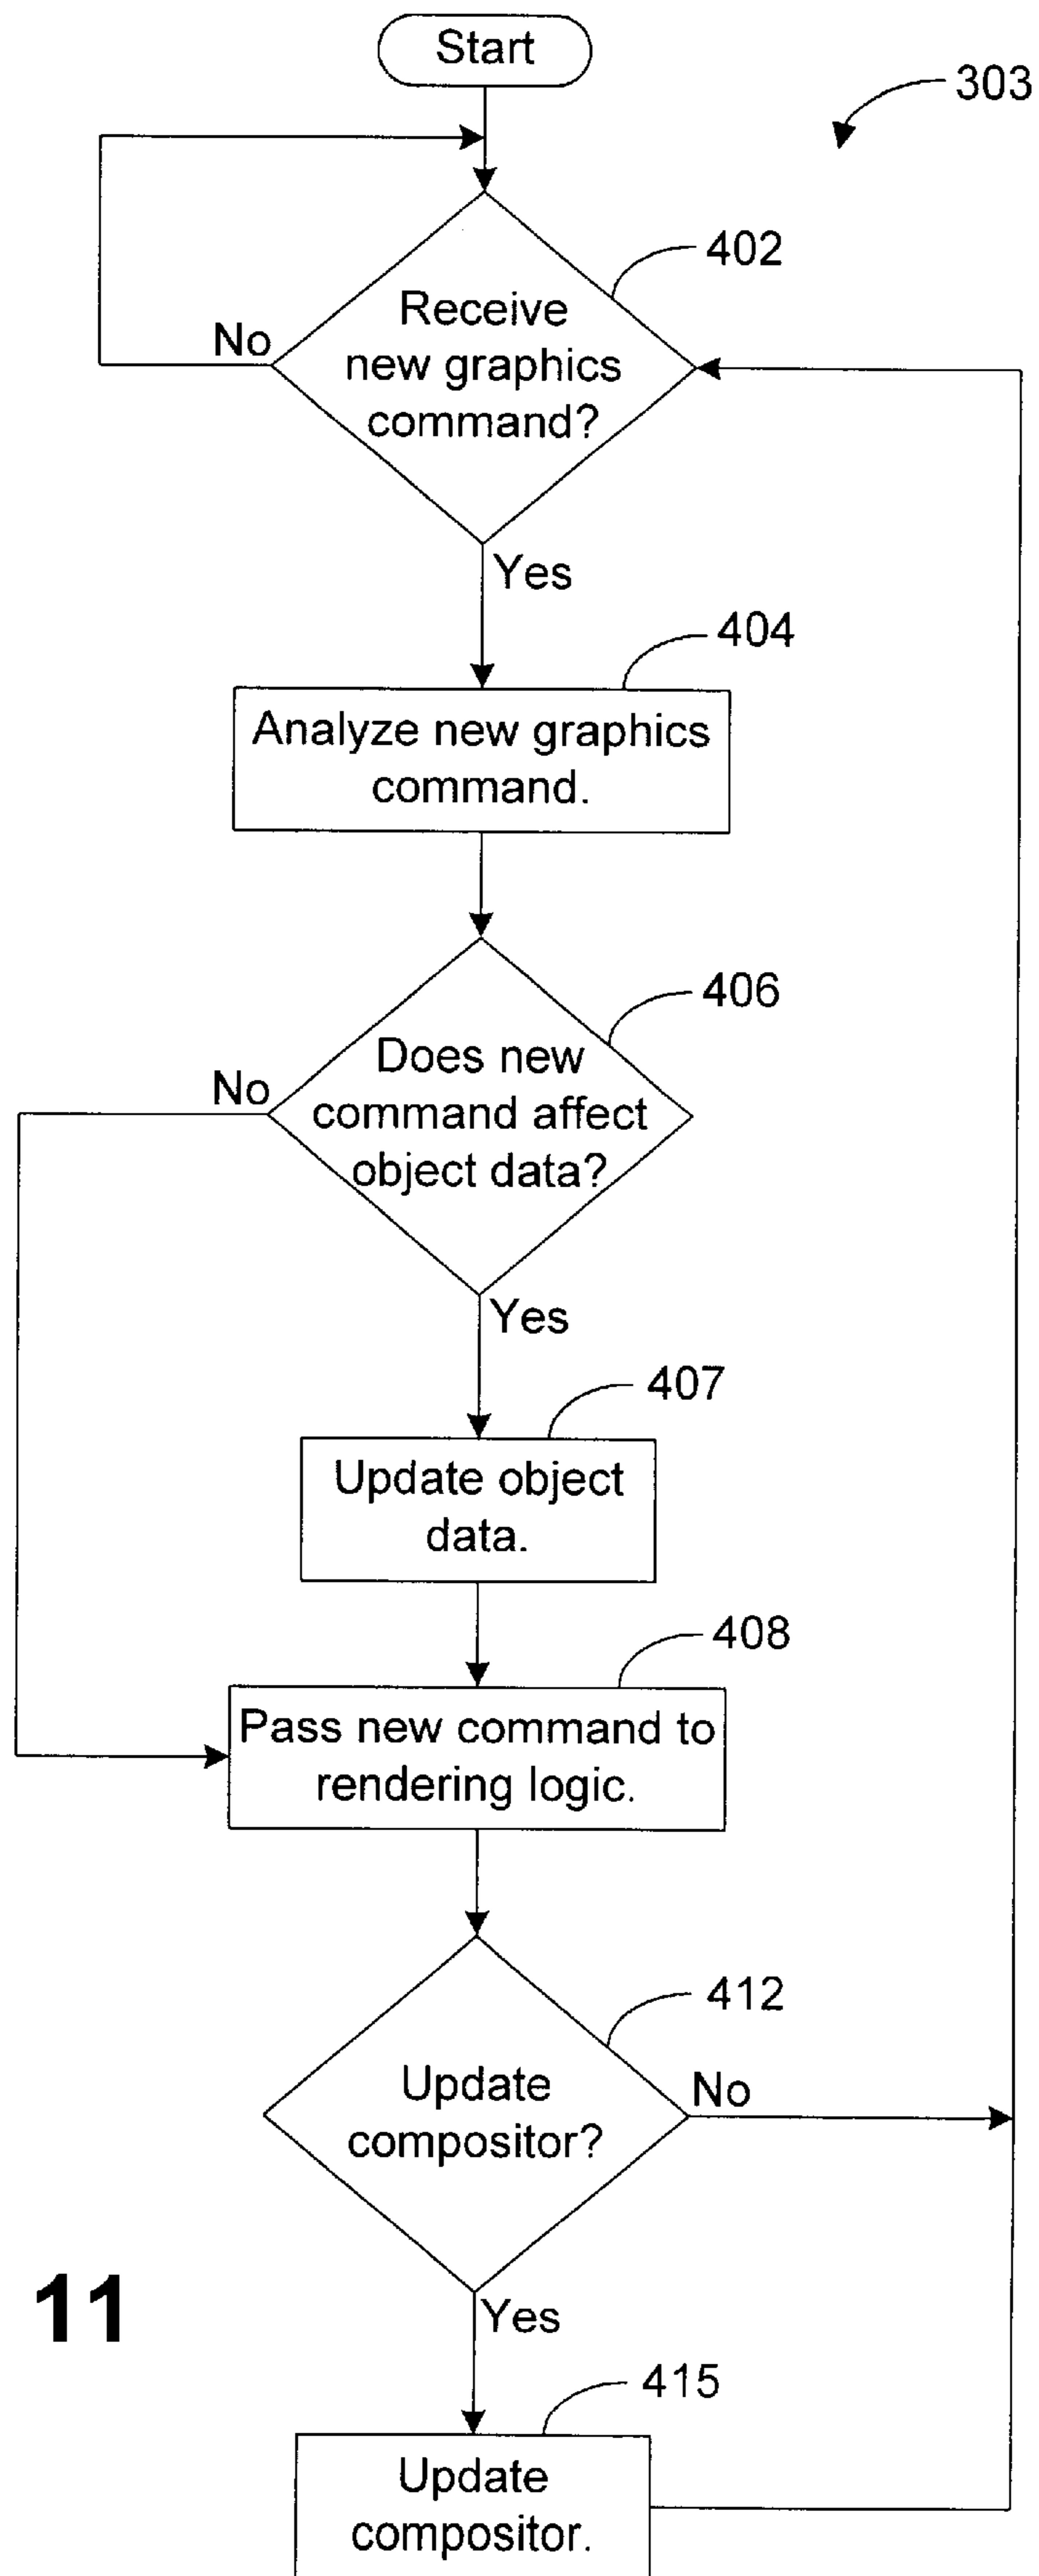 Start
303
402
Receive
new graphics
command?
No
Yes
404
Analyze new graphics
command.
406
Does new
command affect
object data?
No
Yes
407
Update object
data.
408
Pass new command to
rendering logic.
412
Update
compositor?
No
11
Yes
415
Update
compositor.